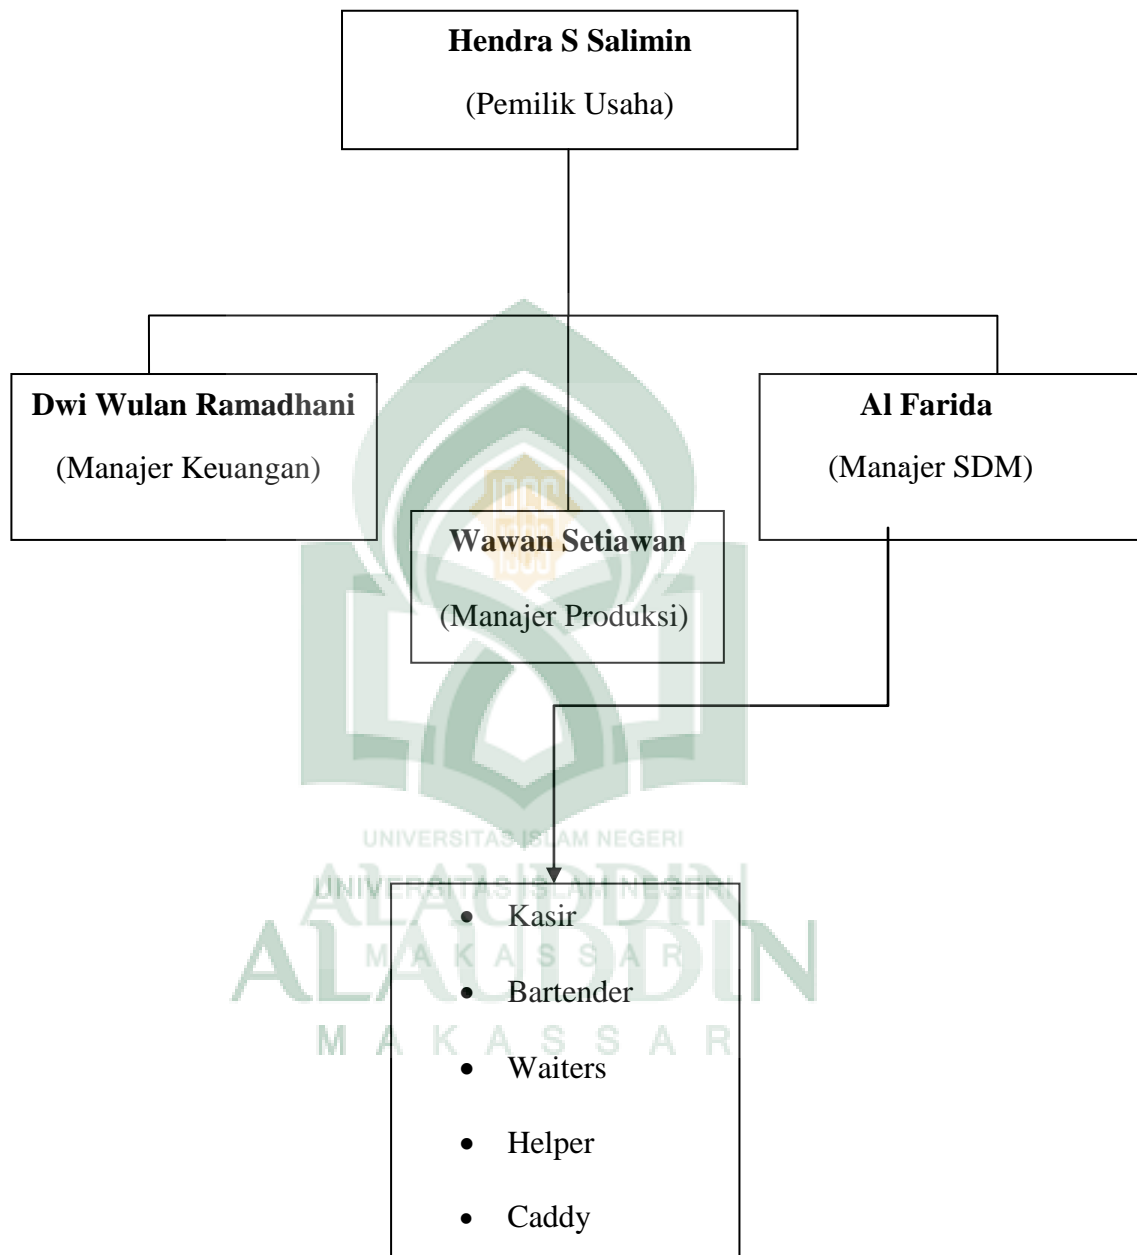 Hendra S Salimin
(Pemilik Usaha)
Dwi Wulan Ramadhani
(Manajer Keuangan)
Al Farida
(Manajer SDM)
Wawan Setiawan
(Manajer Produksi)
UNIVERSITAS ISLAM NEGERI
ALAUDDIN
MAKASSAR
UNIVERSITAS ISLAM NEGERI
ALAUDDIN
MAKASSAR
• Kasir
• Bartender
• Waiters
• Helper
• Caddy